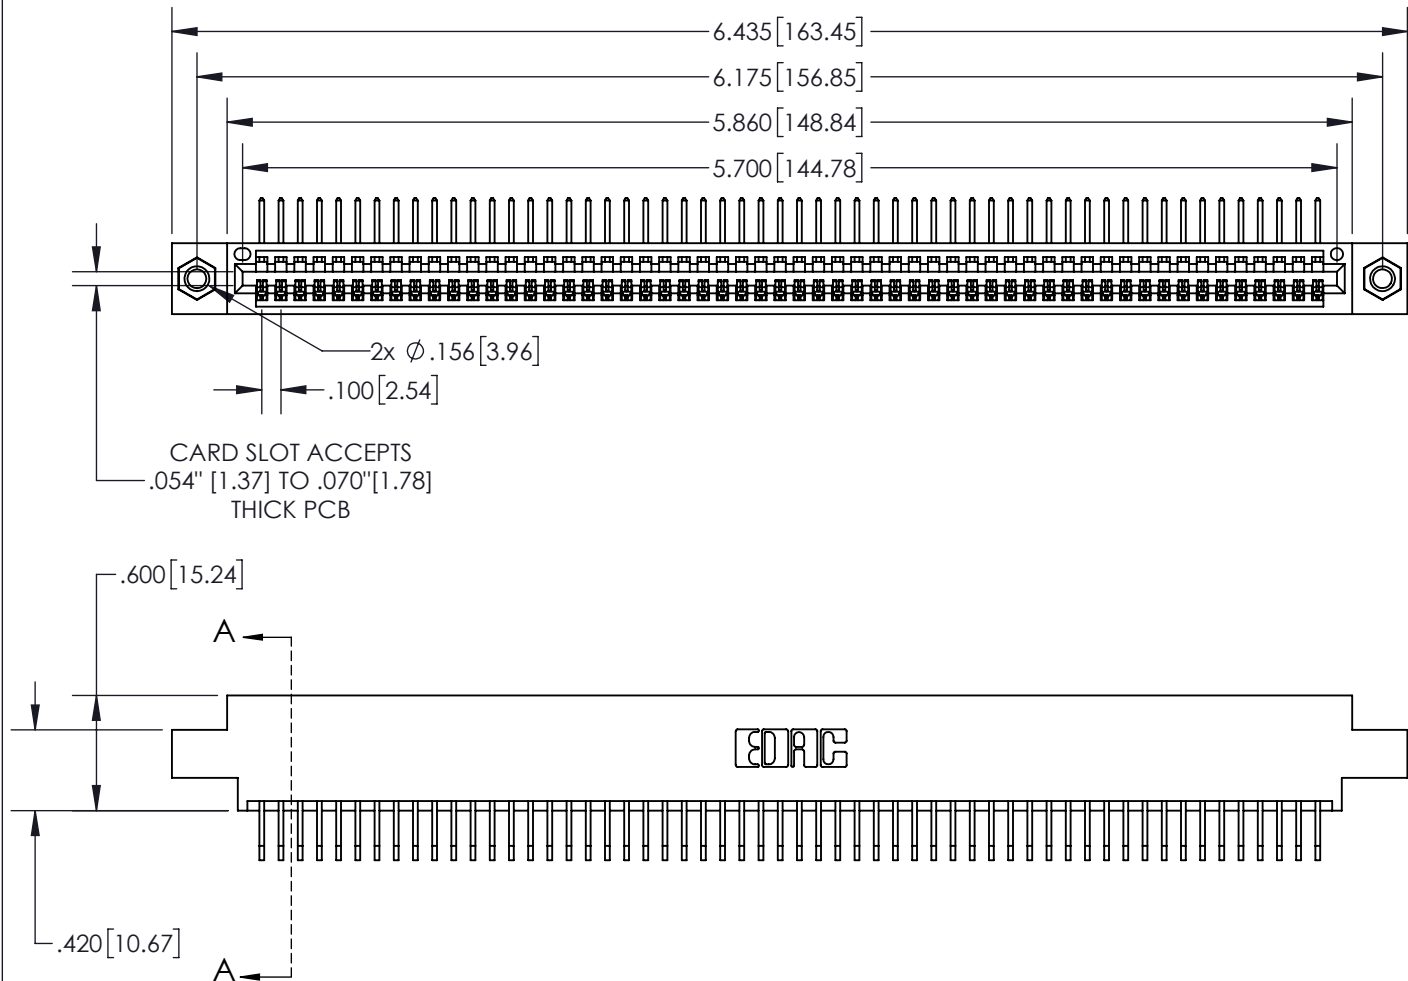 6.435[163.45]
6.175[156.85]
5.860[148.84]
5.700[144.78]
2x Ø.156[3.96]
.100[2.54]
CARD SLOT ACCEPTS
.054" [1.37] TO .070"[1.78]
THICK PCB
.600[15.24]
A
EDAC
.420[10.67]
A